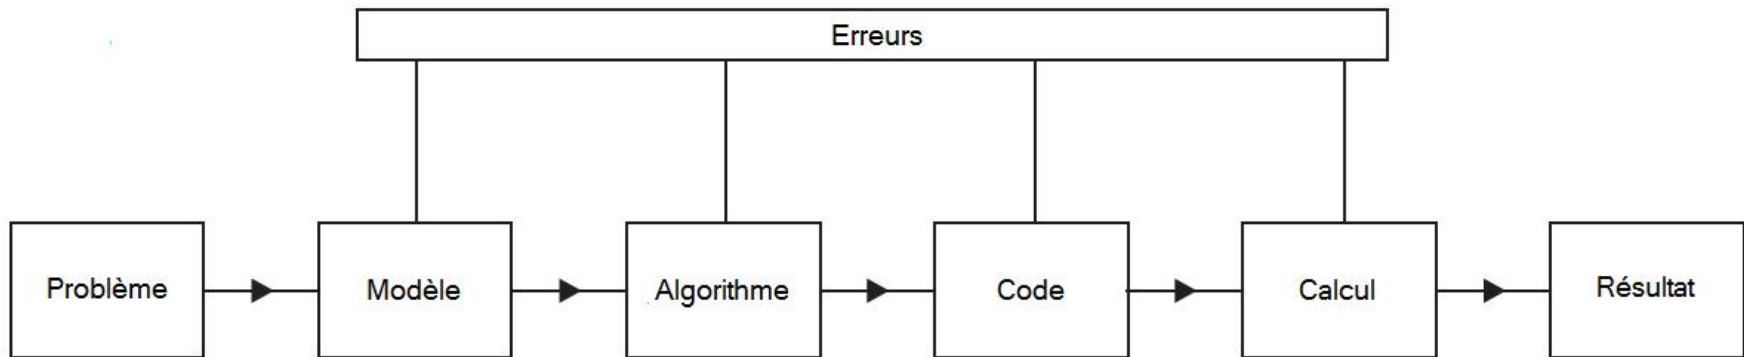 Erreurs
Problème
Modèle
Algorithme
Code
Calcul
Résultat